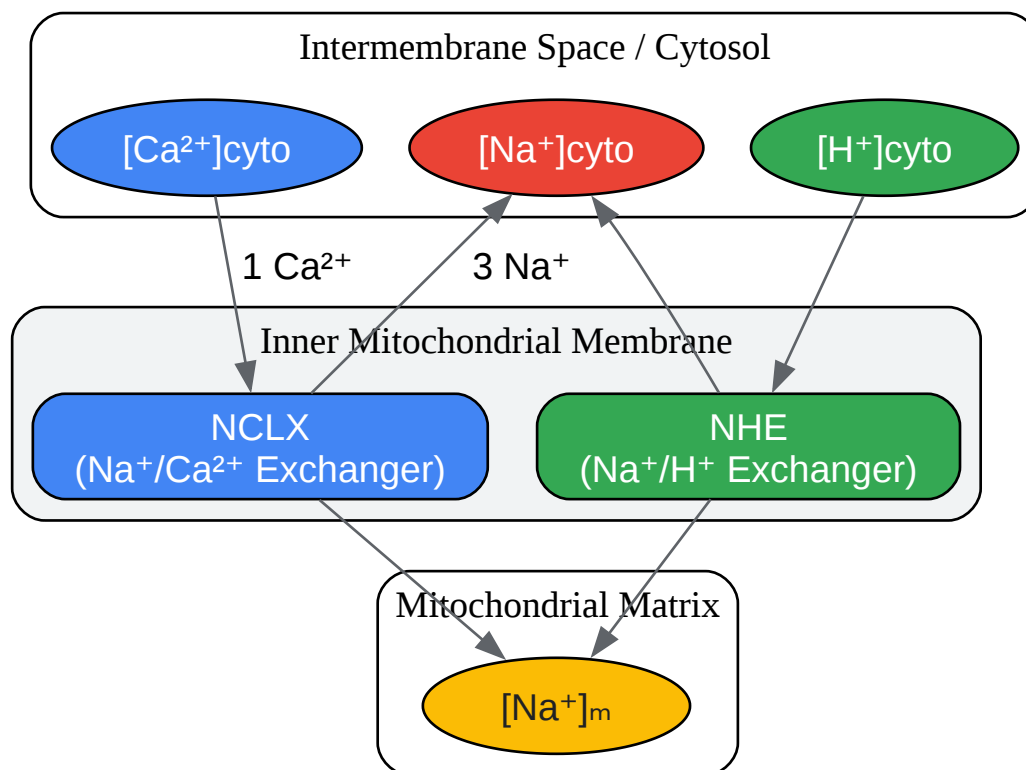 Intermembrane Space / Cytosol
[Ca²⁺]cyto
[Na⁺]cyto
[H⁺]cyto
1 Ca²⁺
3 Na⁺
Inner Mitochondrial Membrane
NCLX
(Na⁺/Ca²⁺ Exchanger)
NHE
(Na⁺/H⁺ Exchanger)
Mitochondrial Matrix
[Na⁺]ₘ